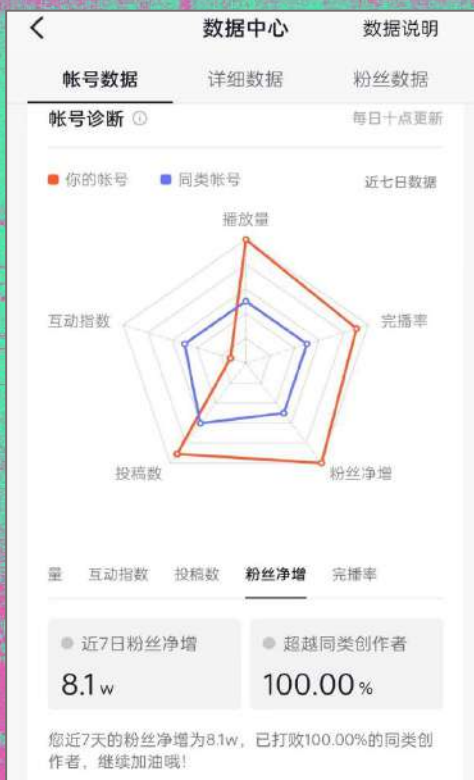 数据中心 数据说明
帐号数据 详细数据 粉丝数据
帐号诊断 每日十点更新
你的帐号 同类帐号 近七日数据
播放量
互动指数 完播率
投稿数 粉丝净增
量 互动指数 投稿数 粉丝净增 完播率
近7日粉丝净增 超越同类创作者
8.1w 100.00%
您近7天的粉丝净增为8.1w，已打败100.00%的同类创
作者，继续加油哦！